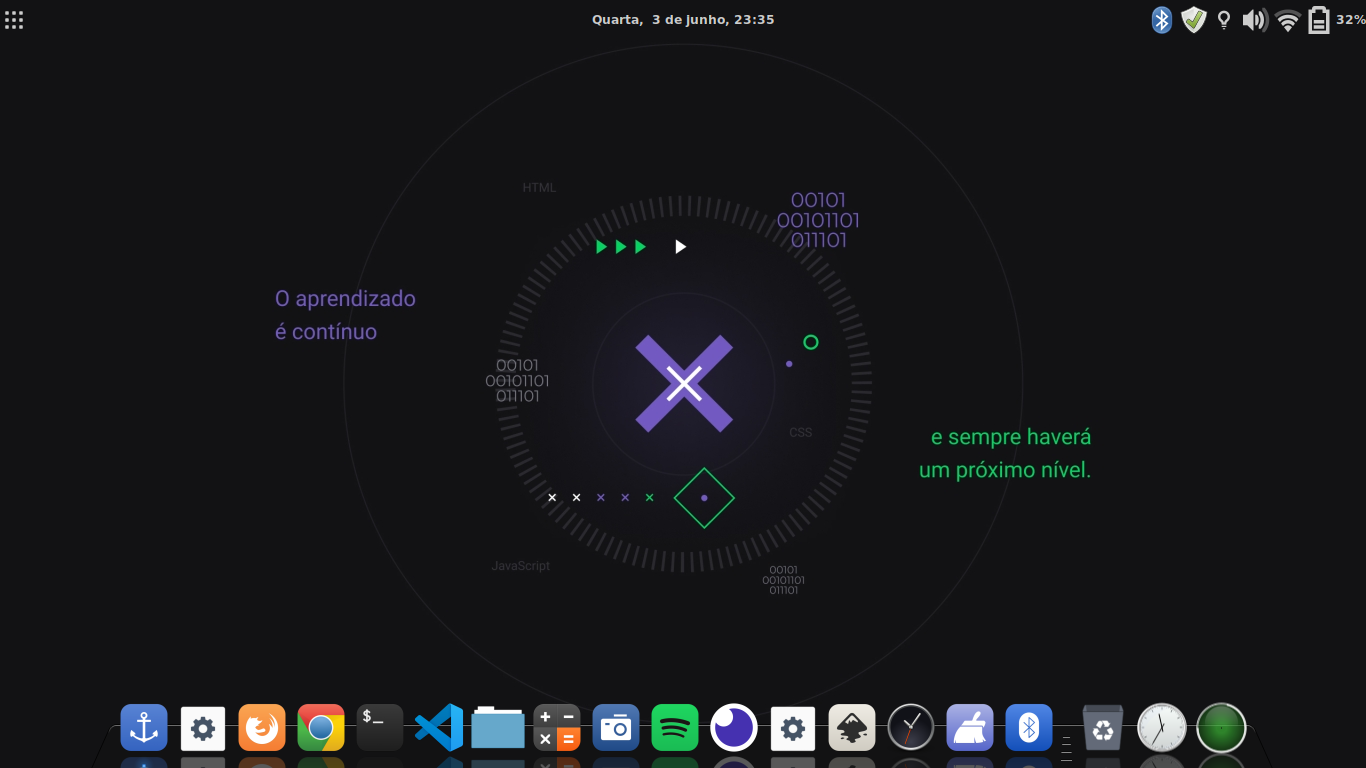 Quarta,  3 de junho, 23:35
32%
HTML
00101
00101101
011101
O aprendizado
é contínuo
00101
00101101
011101
CSS
e sempre haverá
um próximo nível.
JavaScript
00101
00101101
011101
$_